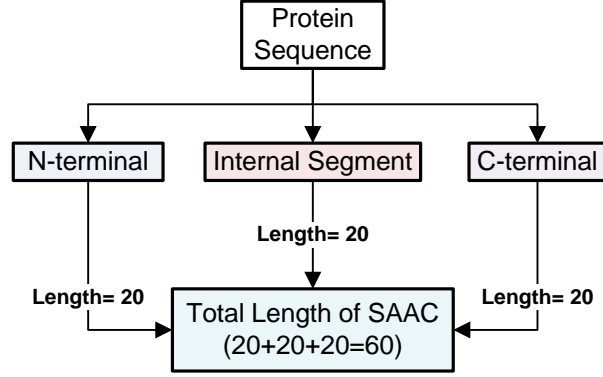 Protein
Sequence
N-terminal
Internal Segment
C-terminal
Length= 20
Length= 20
Length= 20
Total Length of SAAC
(20+20+20=60)